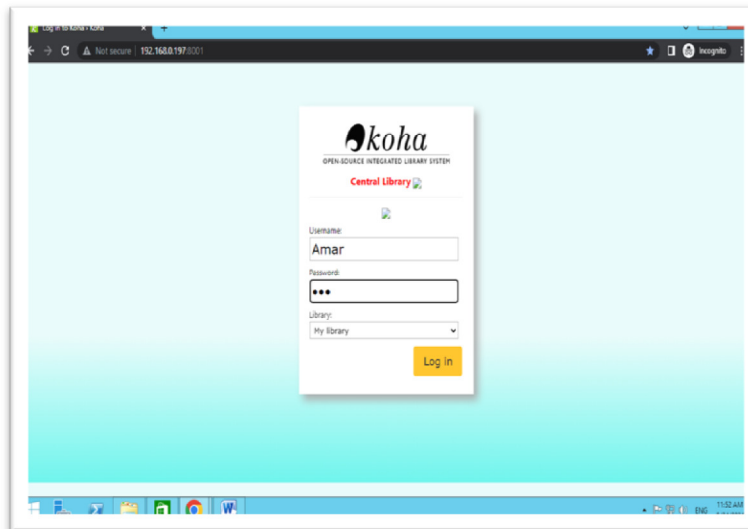 Log in to Koha › Koha
Not secure 192.168.0.197:8001
Incognito
koha
OPEN-SOURCE INTEGRATED LIBRARY SYSTEM
Central Library
Username:
Amar
Password:
Library:
My library
Log In
ENG
11:52 AM